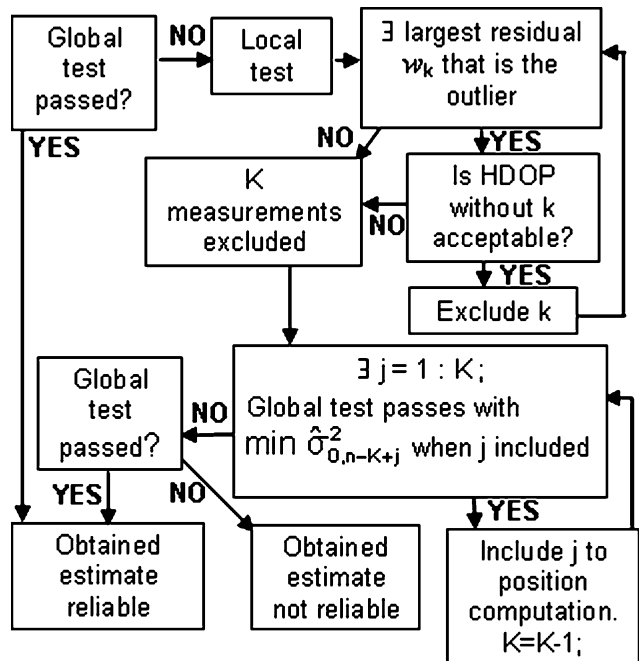 Global
test
passed?
NO
Local
test
∃ largest residual
w_k that is the
outlier
YES
NO
YES
K
measurements
excluded
NO
Is HDOP
without k
acceptable?
YES
Exclude k
Global
test
passed?
NO
∃ j = 1 : K;
Global test passes with
min σ̂²_{0,n−K+j} when j included
YES
NO
YES
Obtained
estimate
reliable
Obtained
estimate
not reliable
Include j to
position
computation.
K=K-1;